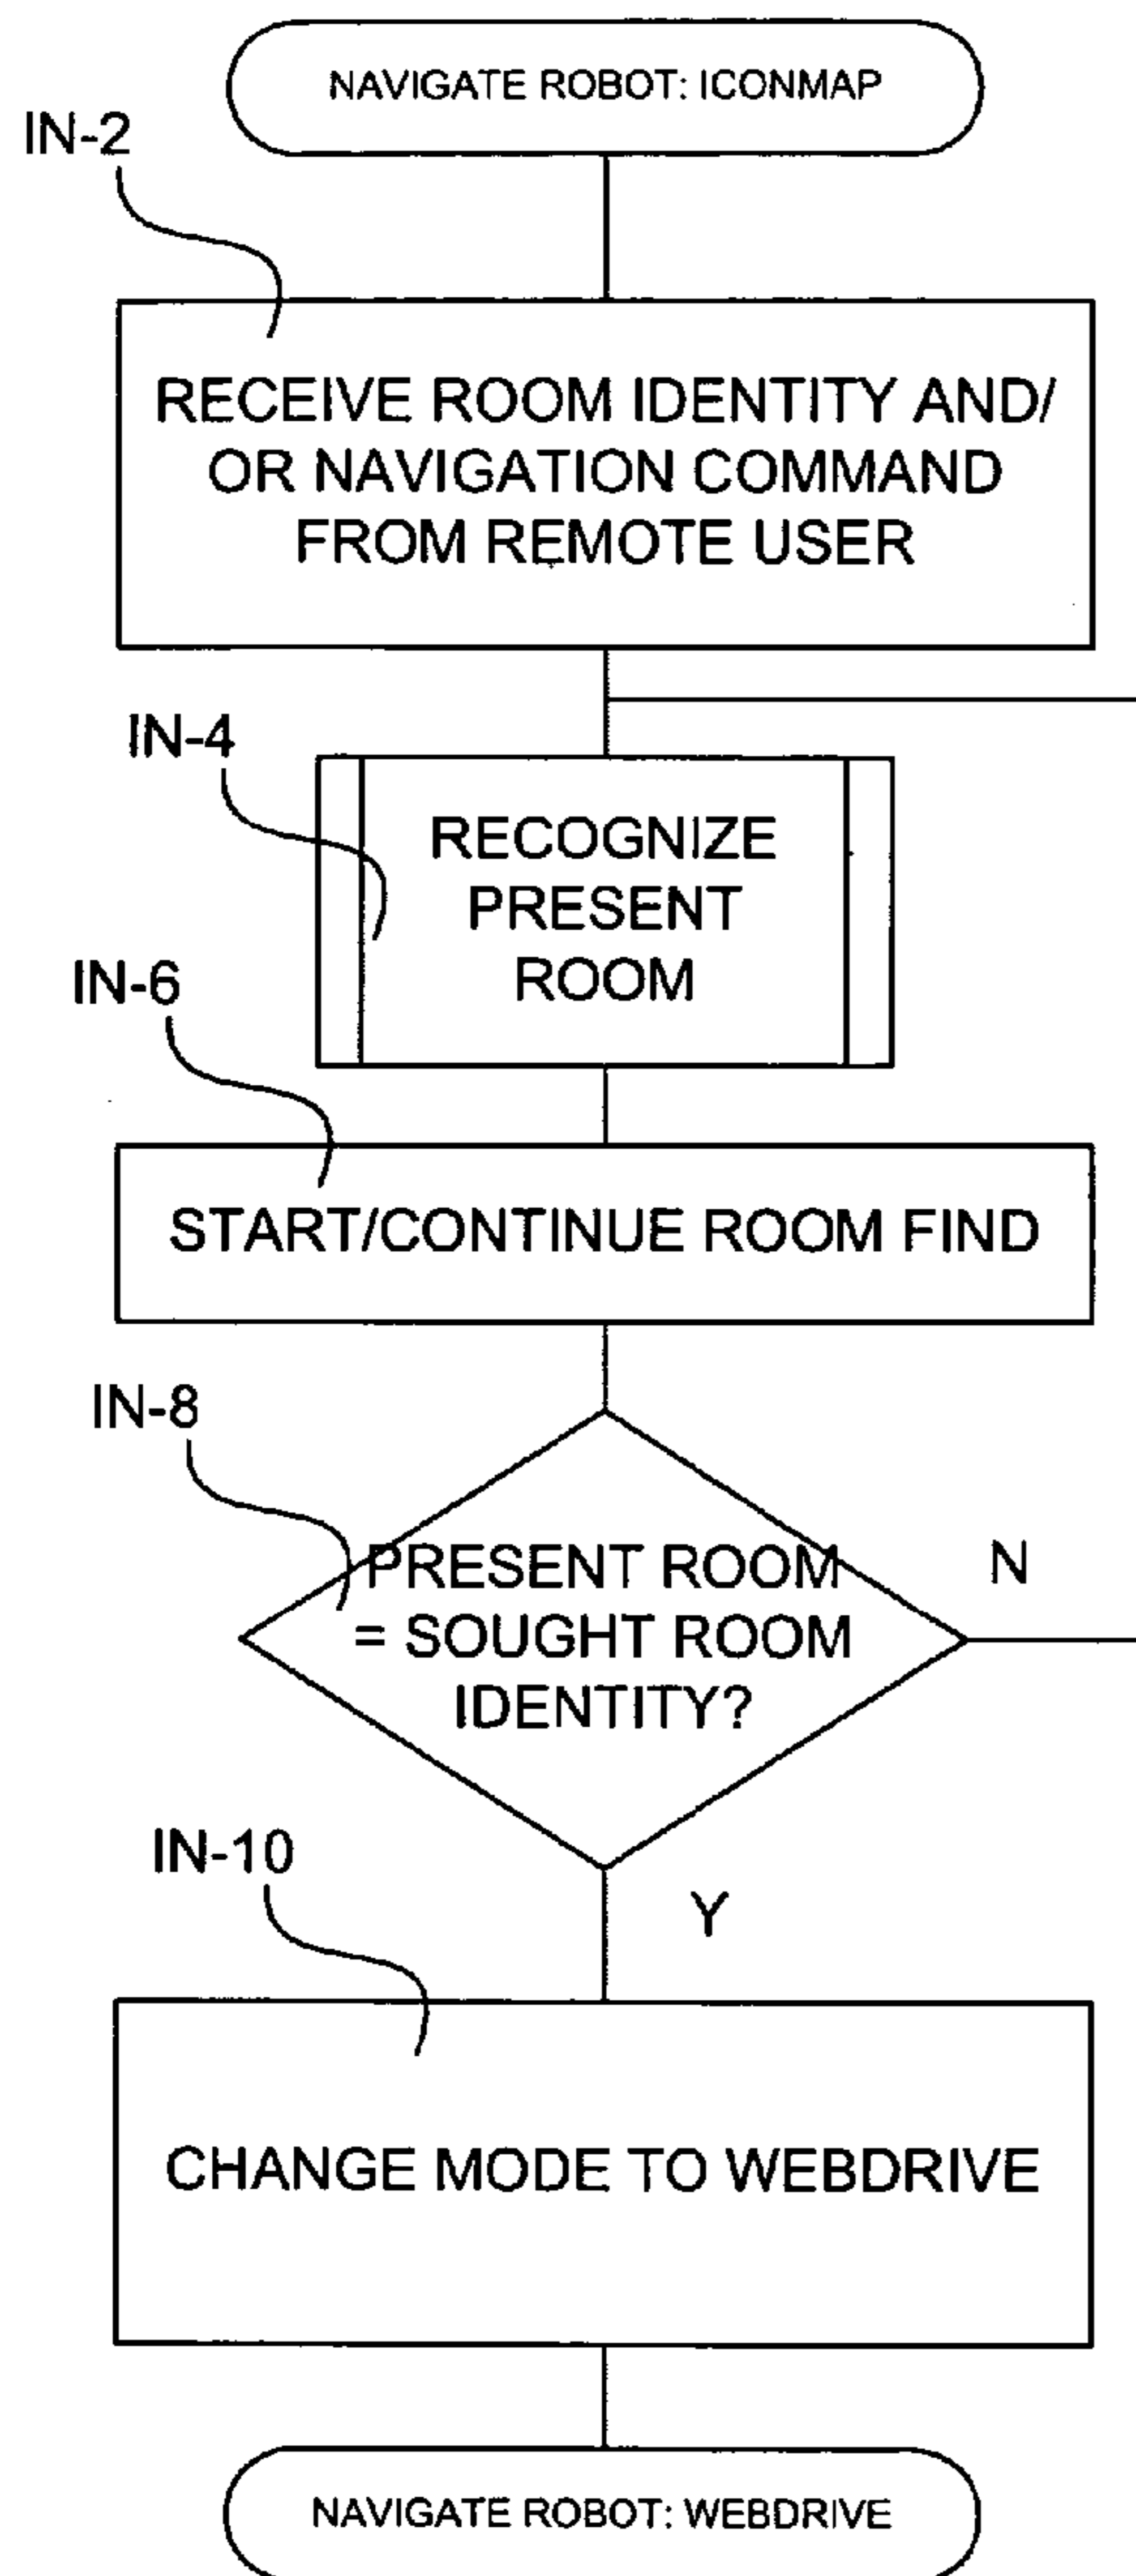 NAVIGATE ROBOT: ICONMAP
IN-2
RECEIVE ROOM IDENTITY AND/
OR NAVIGATION COMMAND
FROM REMOTE USER
IN-4
RECOGNIZE
PRESENT
ROOM
IN-6
START/CONTINUE ROOM FIND
IN-8
PRESENT ROOM
= SOUGHT ROOM
IDENTITY?
N
IN-10
Y
CHANGE MODE TO WEBDRIVE
NAVIGATE ROBOT: WEBDRIVE